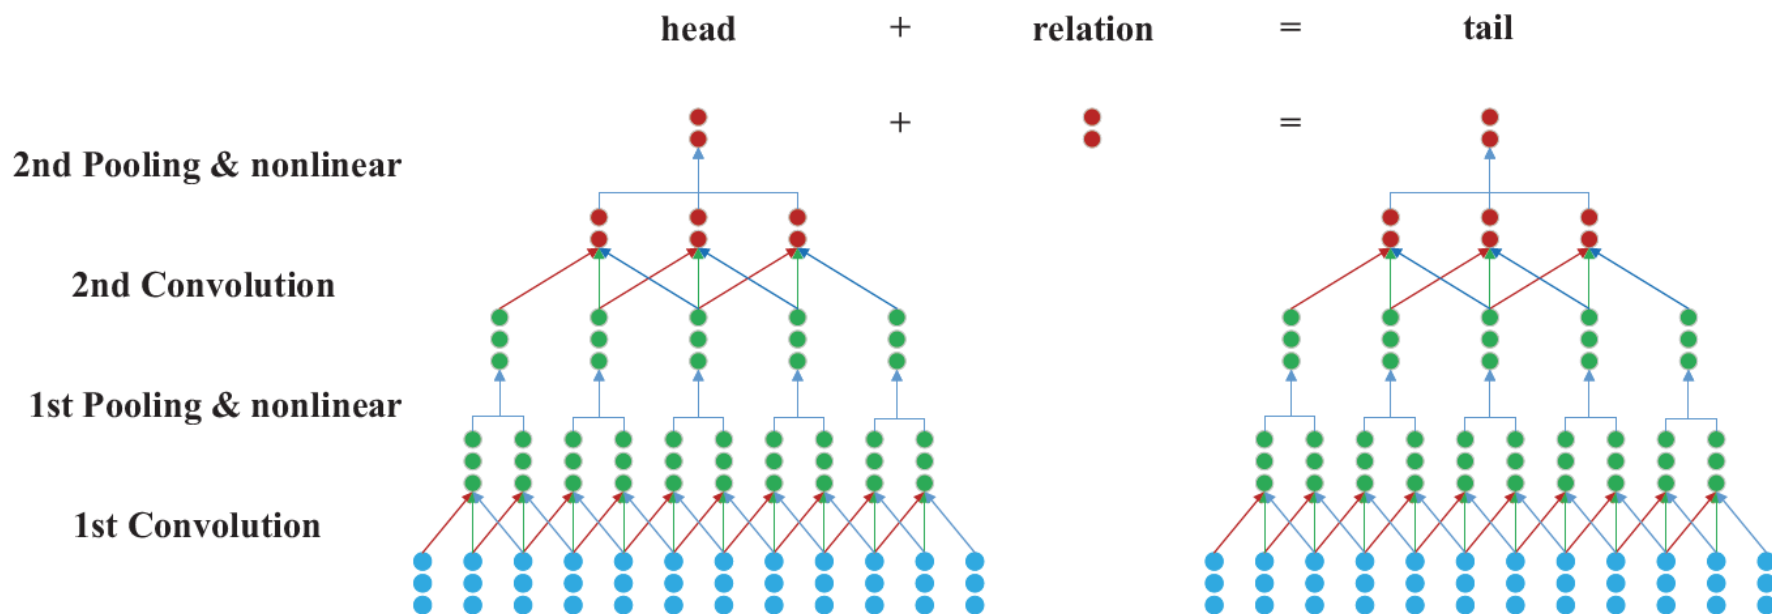 head + relation = tail
+ =
2nd Pooling & nonlinear
2nd Convolution
1st Pooling & nonlinear
1st Convolution